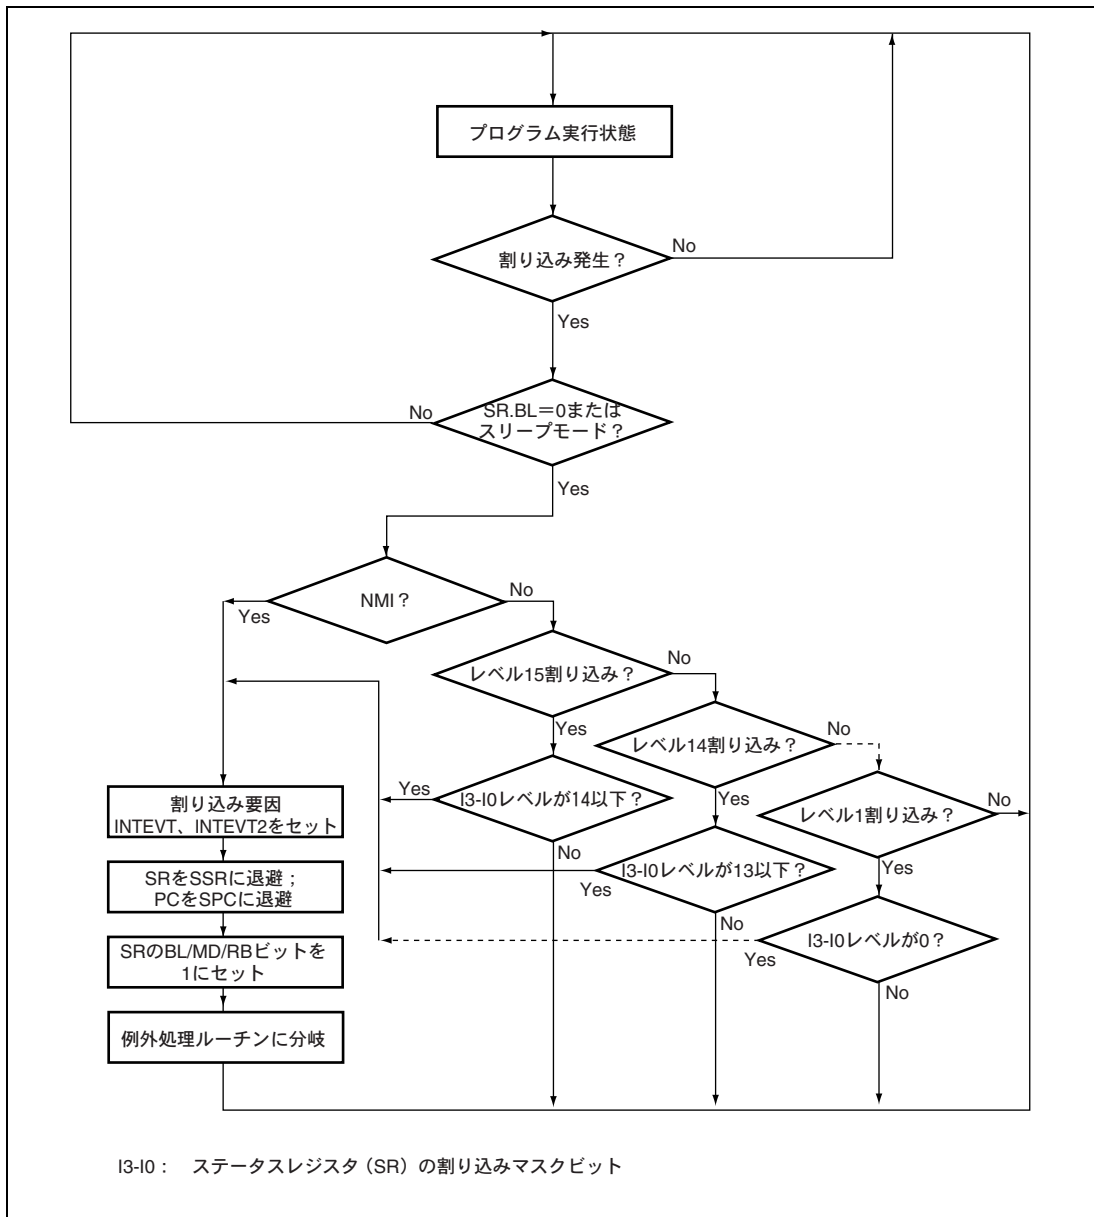 プログラム実行状態
割り込み発生？
No
Yes
SR.BL＝0または
スリープモード？
No
Yes
NMI？
No
Yes
レベル15割り込み？
No
Yes
レベル14割り込み？
No
Yes
I3-I0レベルが14以下？
Yes
No
レベル1割り込み？
No
Yes
割り込み要因
INTEVT、INTEVT2をセット
I3-I0レベルが13以下？
Yes
No
SRをSSRに退避；
PCをSPCに退避
I3-I0レベルが0？
Yes
No
SRのBL/MD/RBビットを
1にセット
例外処理ルーチンに分岐
I3-I0： ステータスレジスタ（SR）の割り込みマスクビット